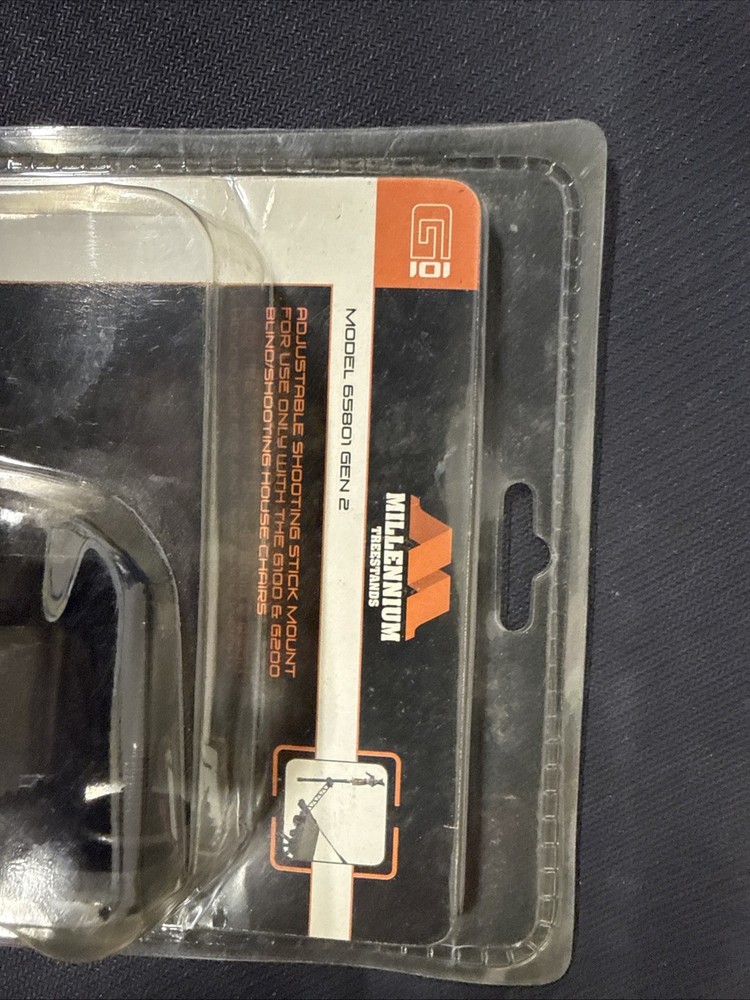 G101
MILLENNIUM
TREESTANDS
MODEL 65801 GEN 2
ADJUSTABLE SHOOTING STICK MOUNT
FOR USE ONLY WITH THE G100 & G200
BLIND/SHOOTING HOUSE CHAIRS